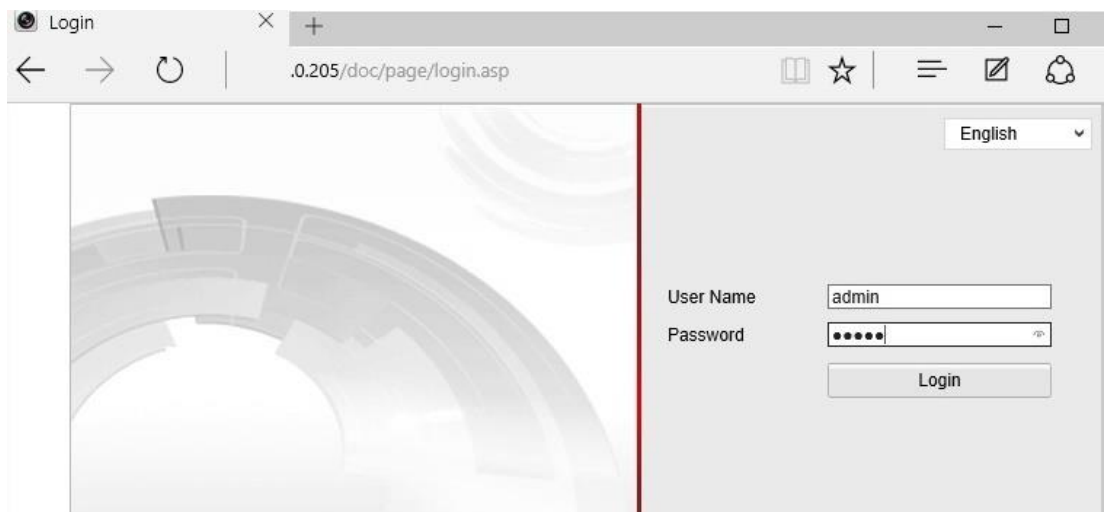 Login
.0.205/doc/page/login.asp
English
User Name
admin
Password
●●●●●
Login